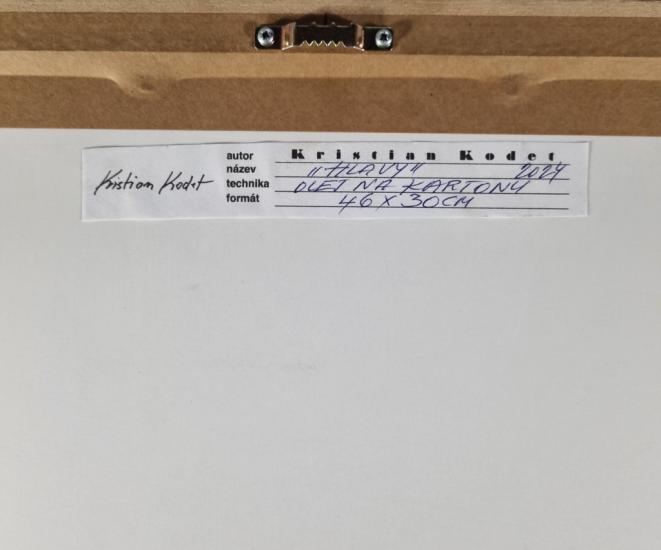 Kristian Kodet
autor Kristian Kodet
název „HLAVY“ 2024
technika OLEJ NA KARTONU
formát 46 X 30CM